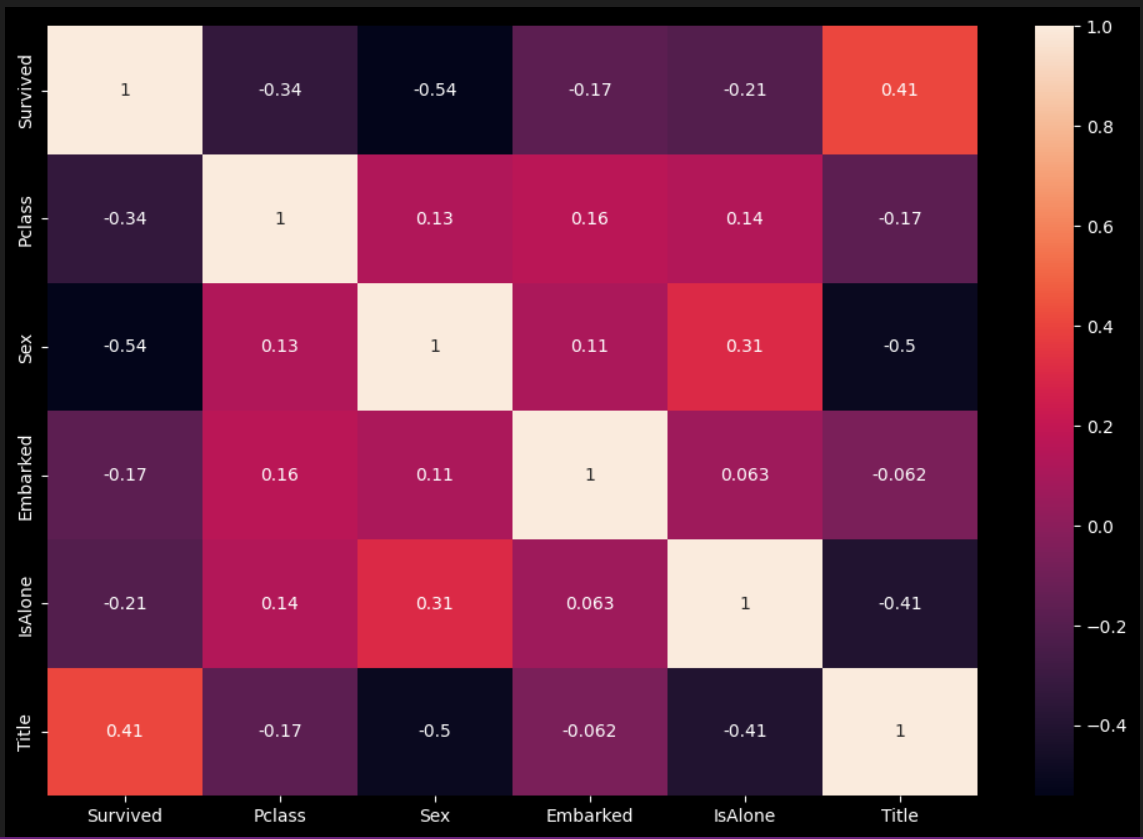 Survived 1 -0.34 -0.54 -0.17 -0.21 0.41
Pclass -0.34 1 0.13 0.16 0.14 -0.17
Sex -0.54 0.13 1 0.11 0.31 -0.5
Embarked -0.17 0.16 0.11 1 0.063 -0.062
IsAlone -0.21 0.14 0.31 0.063 1 -0.41
Title 0.41 -0.17 -0.5 -0.062 -0.41 1
Survived Pclass Sex Embarked IsAlone Title
1.0
0.8
0.6
0.4
0.2
0.0
−0.2
−0.4